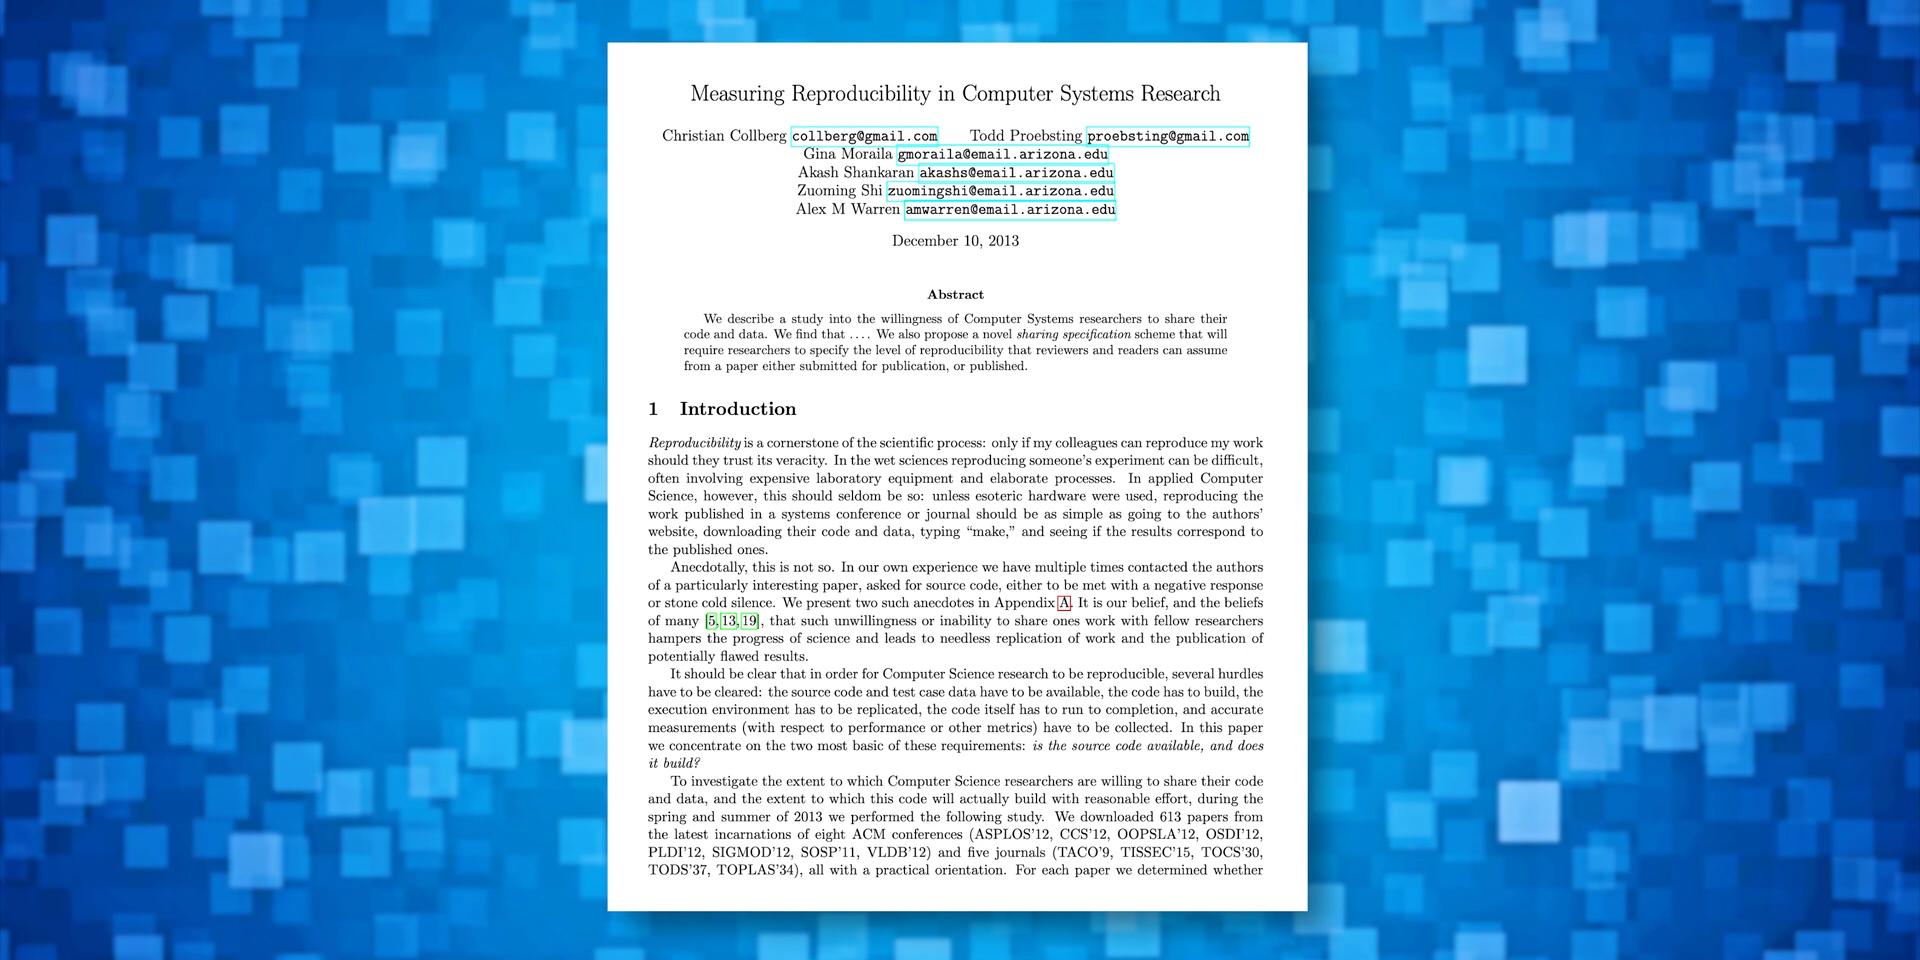 Measuring Reproducibility in Computer Systems Research
Christian Collberg collberg@gmail.com Todd Proebsting proebsting@gmail.com
Gina Moraila gmoraila@email.arizona.edu
Akash Shankaran akashs@email.arizona.edu
Zuoming Shi zuomingshi@email.arizona.edu
Alex M Warren amwarren@email.arizona.edu
December 10, 2013
Abstract
We describe a study into the willingness of Computer Systems researchers to share their
code and data. We find that .... We also propose a novel sharing specification scheme that will
require researchers to specify the level of reproducibility that reviewers and readers can assume
from a paper either submitted for publication, or published.
1 Introduction
Reproducibility is a cornerstone of the scientific process: only if my colleagues can reproduce my work
should they trust its veracity. In the wet sciences reproducing someone's experiment can be difficult,
often involving expensive laboratory equipment and elaborate processes. In applied Computer
Science, however, this should seldom be so: unless esoteric hardware were used, reproducing the
work published in a systems conference or journal should be as simple as going to the authors'
website, downloading their code and data, typing “make,” and seeing if the results correspond to
the published ones.
Anecdotally, this is not so. In our own experience we have multiple times contacted the authors
of a particularly interesting paper, asked for source code, either to be met with a negative response
or stone cold silence. We present two such anecdotes in Appendix A. It is our belief, and the beliefs
of many [5,13,19], that such unwillingness or inability to share ones work with fellow researchers
hampers the progress of science and leads to needless replication of work and the publication of
potentially flawed results.
It should be clear that in order for Computer Science research to be reproducible, several hurdles
have to be cleared: the source code and test case data have to be available, the code has to build, the
execution environment has to be replicated, the code itself has to run to completion, and accurate
measurements (with respect to performance or other metrics) have to be collected. In this paper
we concentrate on the two most basic of these requirements: is the source code available, and does
it build?
To investigate the extent to which Computer Science researchers are willing to share their code
and data, and the extent to which this code will actually build with reasonable effort, during the
spring and summer of 2013 we performed the following study. We downloaded 613 papers from
the latest incarnations of eight ACM conferences (ASPLOS'12, CCS'12, OOPSLA'12, OSDI'12,
PLDI'12, SIGMOD'12, SOSP'11, VLDB'12) and five journals (TACO'9, TISSEC'15, TOCS'30,
TODS'37, TOPLAS'34), all with a practical orientation. For each paper we determined whether